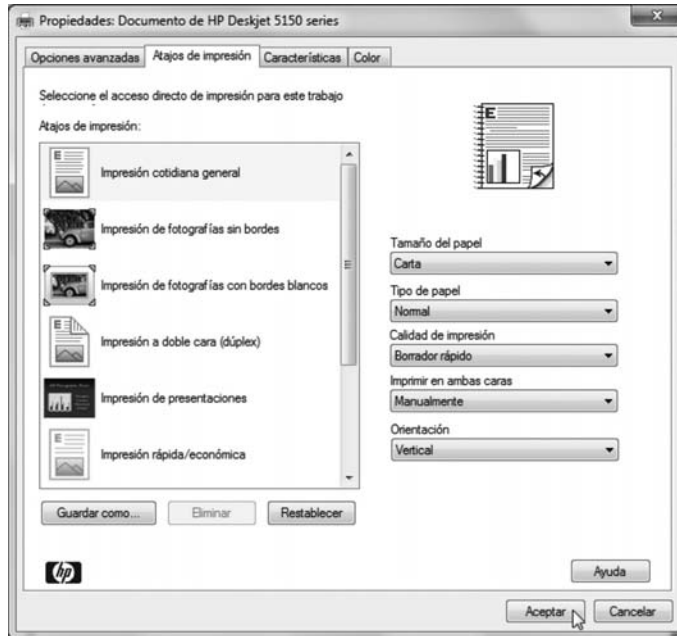 Propiedades: Documento de HP Deskjet 5150 series
Opciones avanzadas
Atajos de impresión
Características
Color
Seleccione el acceso directo de impresión para este trabajo
Atajos de impresión:
Impresión cotidiana general
Impresión de fotografías sin bordes
Impresión de fotografías con bordes blancos
Impresión a doble cara (dúplex)
Impresión de presentaciones
Impresión rápida/económica
Guardar como...
Eliminar
Restablecer
Tamaño del papel
Carta
Tipo de papel
Normal
Calidad de impresión
Borrador rápido
Imprimir en ambas caras
Manualmente
Orientación
Vertical
hp
Ayuda
Aceptar
Cancelar